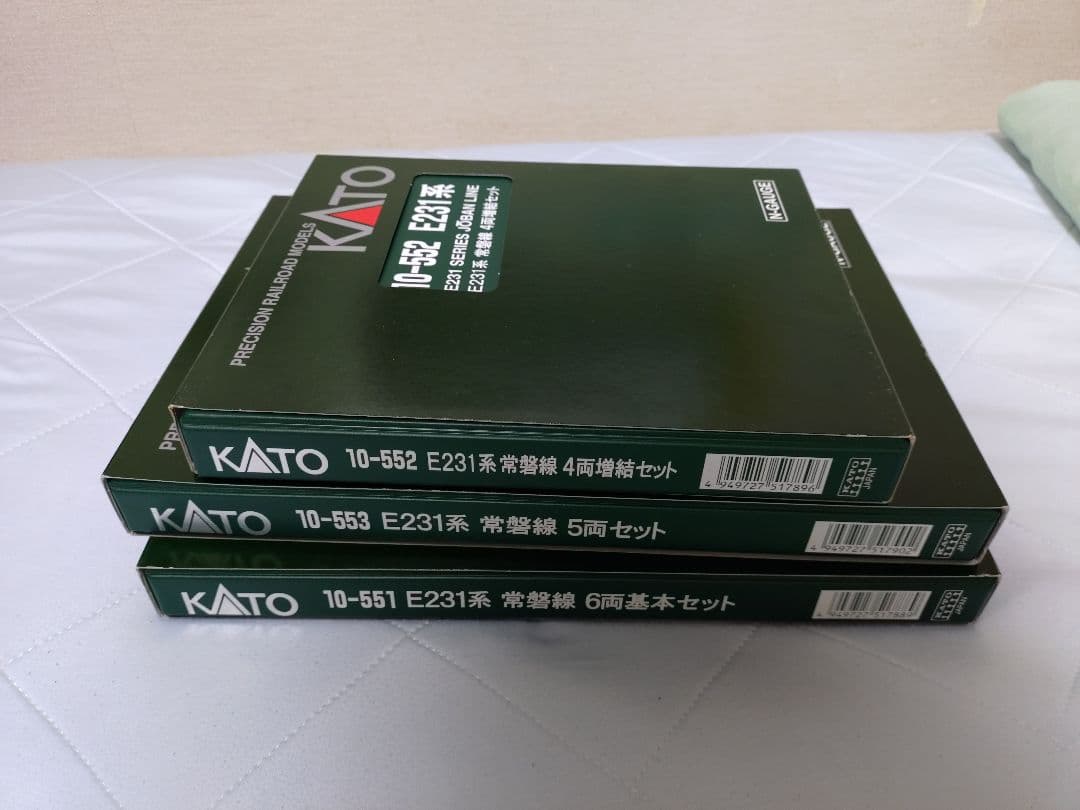 PRECISION RAILROAD MODELS
KATO
10-552 E231系
E231 SERIES JŌBAN LINE
E231系 常磐線 4両増結セット
N-GAUGE
KATO 10-552 E231系 常磐線 4両増結セット
4 949727 517896
KATO
JAPAN
KATO 10-553 E231系 常磐線 5両セット
4 949727 517902
KATO
JAPAN
KATO 10-551 E231系 常磐線 6両基本セット
KATO
JAPAN